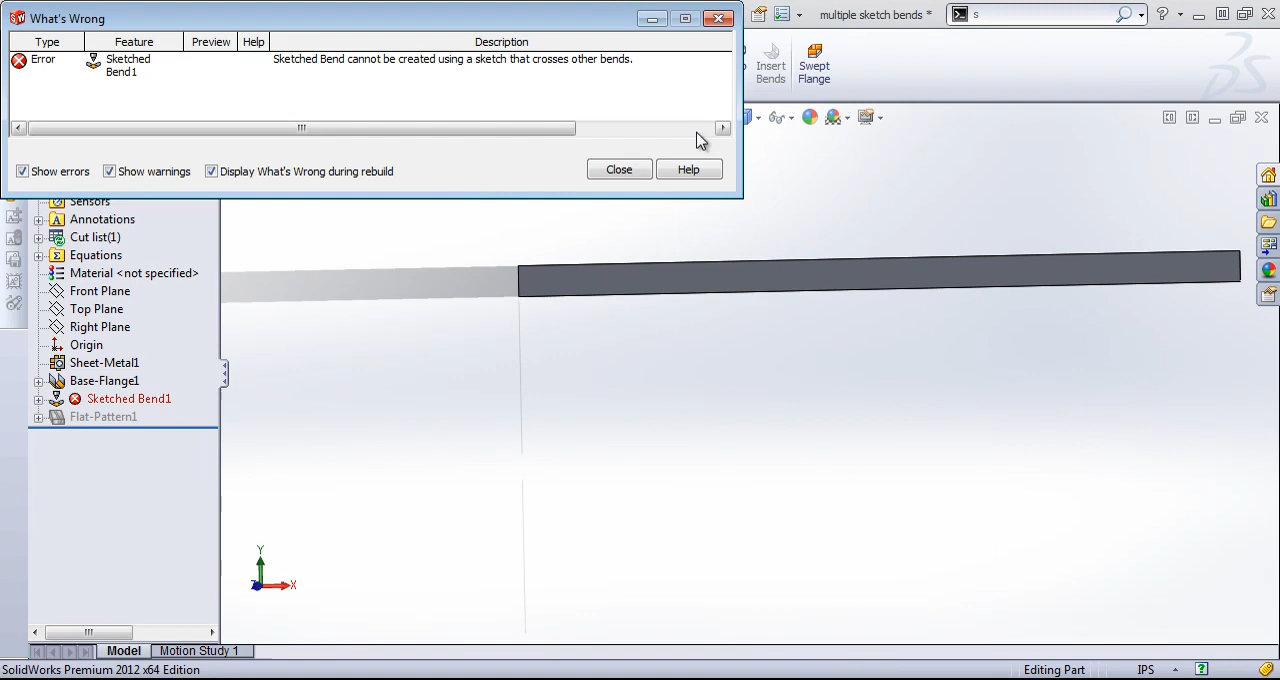 What's Wrong
multiple sketch bends *
s
Type Feature Preview Help Description
Error Sketched Bend1 Sketched Bend cannot be created using a sketch that crosses other bends.
Insert Bends
Swept Flange
Show errors Show warnings Display What's Wrong during rebuild Close Help
Sensors
Annotations
Cut list(1)
Equations
Material <not specified>
Front Plane
Top Plane
Right Plane
Origin
Sheet-Metal1
Base-Flange1
Sketched Bend1
Flat-Pattern1
Y
X
Z
Model Motion Study 1
SolidWorks Premium 2012 x64 Edition Editing Part IPS